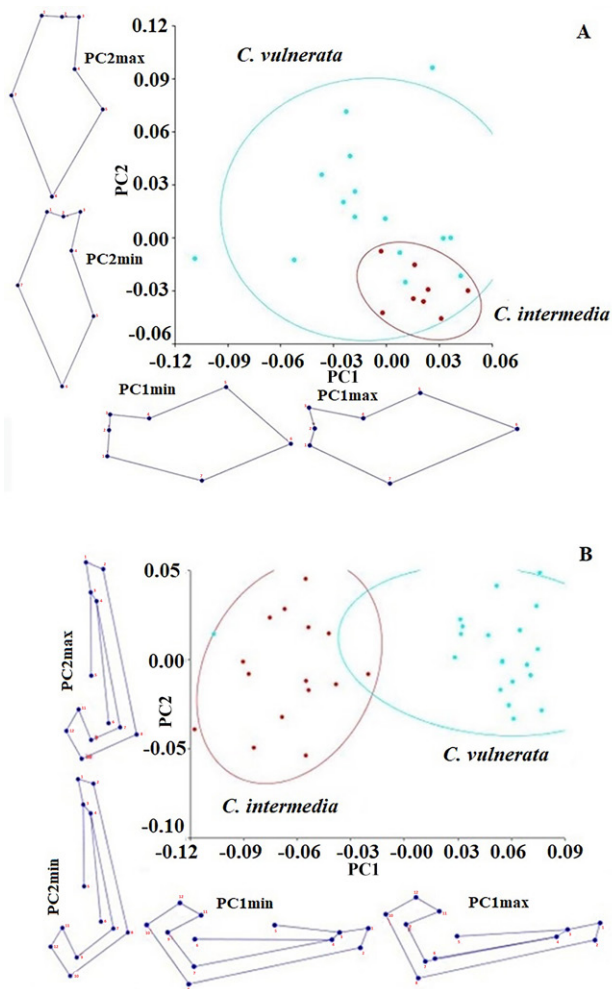 A
PC2max
PC2min
C. vulnerata
C. intermedia
PC2
0.12
0.09
0.06
0.03
0.00
-0.03
-0.06
-0.12
-0.09
-0.06
-0.03
0.00
0.03
0.06
PC1
PC1min
PC1max
B
PC2max
PC2min
PC2
0.05
0.00
-0.05
-0.10
C. intermedia
C. vulnerata
-0.12
-0.09
-0.06
-0.03
-0.00
0.03
0.06
0.09
PC1
PC1min
PC1max